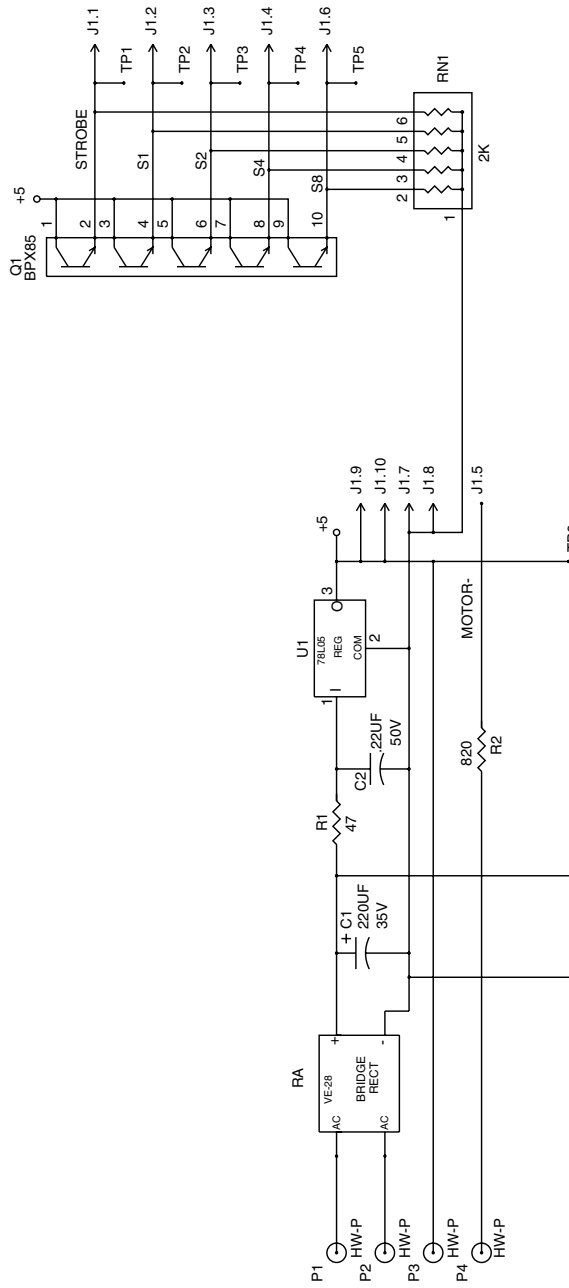 J1.1
J1.2
J1.3
J1.4
J1.6
TP1
TP2
TP3
TP4
TP5
STROBE
S1
S2
S4
S8
+5
Q1
BPX85
1
2
3
4
5
6
7
8
9
10
RN1
6
5
4
3
2
1
2K
J1.9
J1.10
J1.7
J1.8
J1.5
+5
U1
78L05
REG
COM
I
O
1
2
3
MOTOR-
C2
.22UF
50V
820
R2
R1
47
+ C1
220UF
35V
RA
VE-28
BRIDGE
RECT
AC
AC
+
-
P1
HW-P
P2
HW-P
P3
HW-P
P4
HW-P